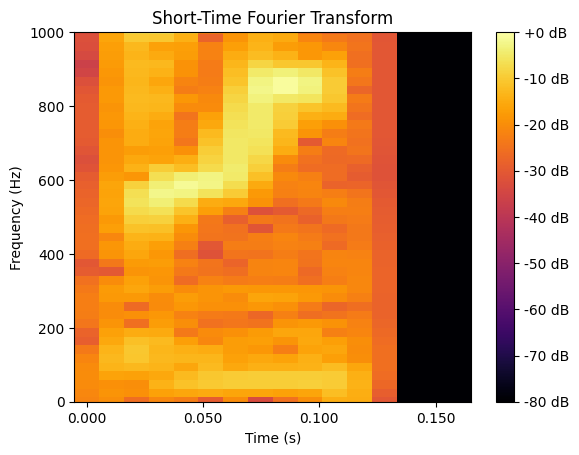 Short-Time Fourier Transform
1000
800
600
400
200
0
Frequency (Hz)
0.000
0.050
0.100
0.150
Time (s)
+0 dB
-10 dB
-20 dB
-30 dB
-40 dB
-50 dB
-60 dB
-70 dB
-80 dB